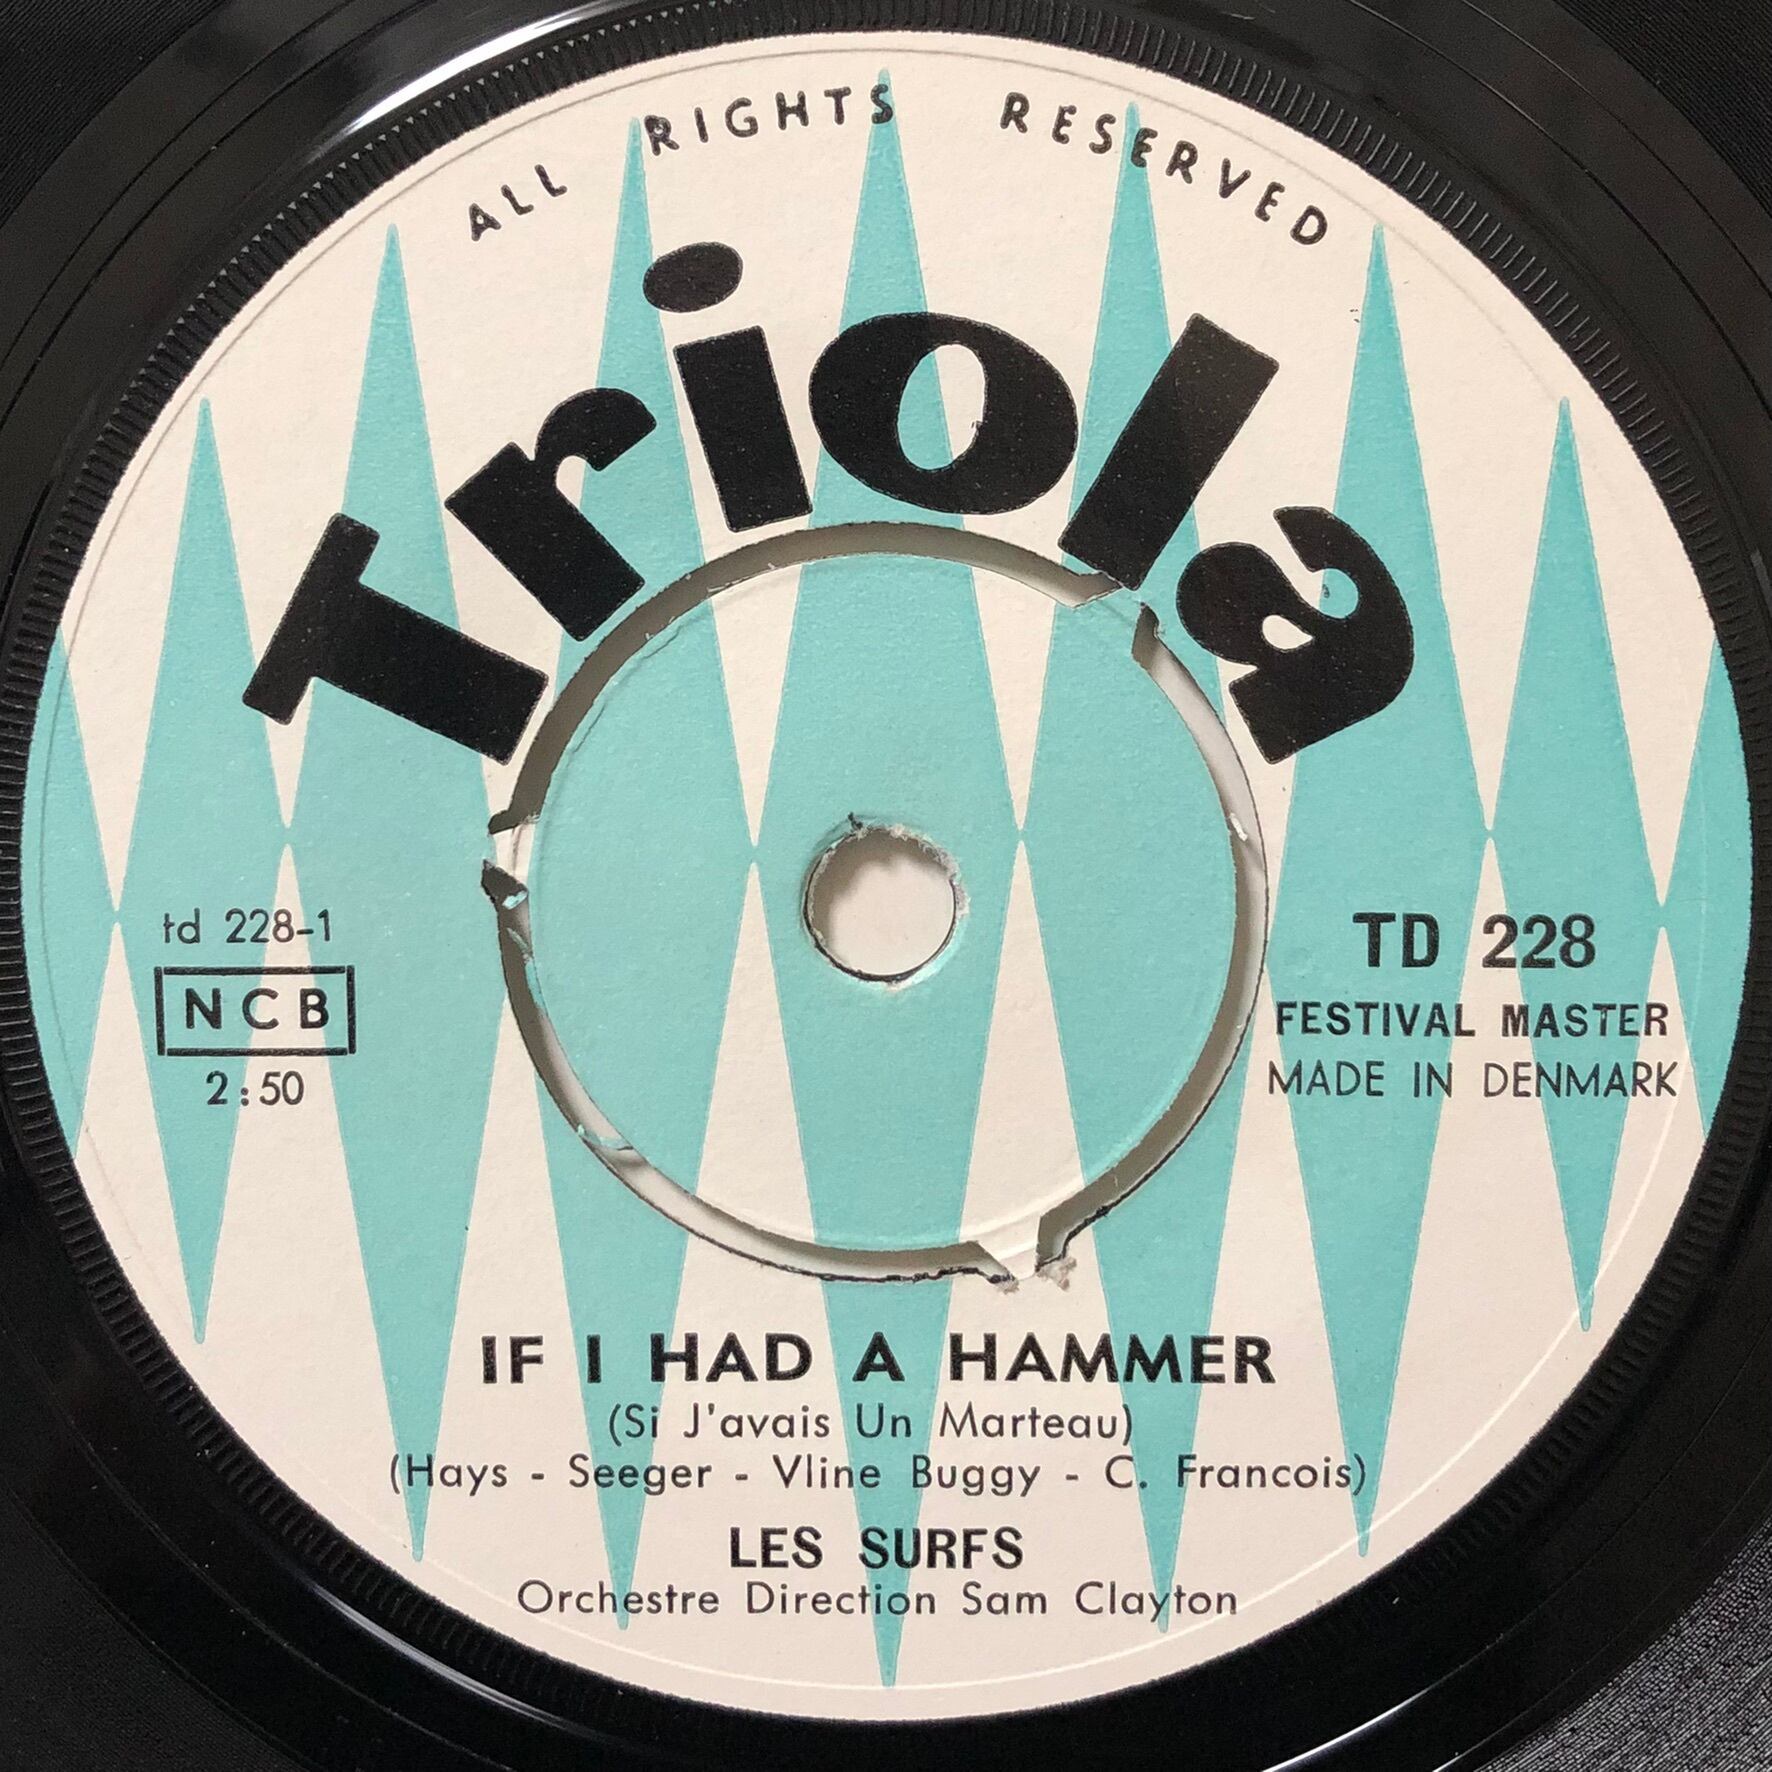 ALL RIGHTS RESERVED
Triola
td 228-1
NCB
2:50
TD 228
FESTIVAL MASTER
MADE IN DENMARK
IF I HAD A HAMMER
(Si J'avais Un Marteau)
(Hays - Seeger - Vline Buggy - C. Francois)
LES SURFS
Orchestre Direction Sam Clayton